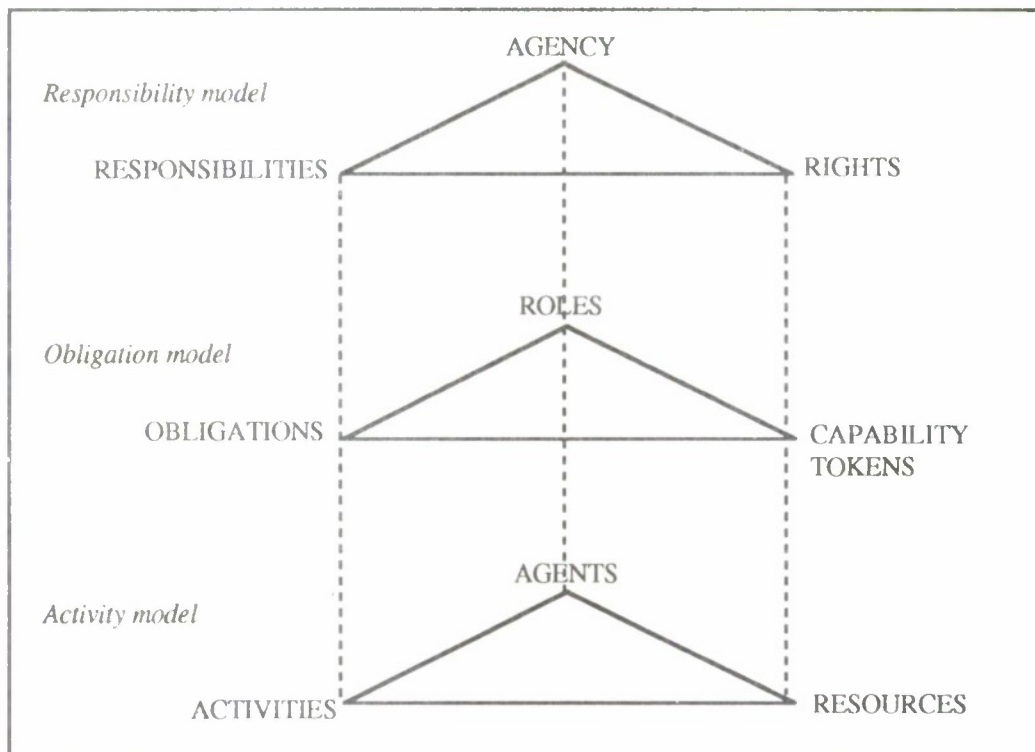 AGENCY
Responsibility model
RESPONSIBILITIES
RIGHTS
ROLES
Obligation model
OBLIGATIONS
CAPABILITY
TOKENS
AGENTS
Activity model
ACTIVITIES
RESOURCES